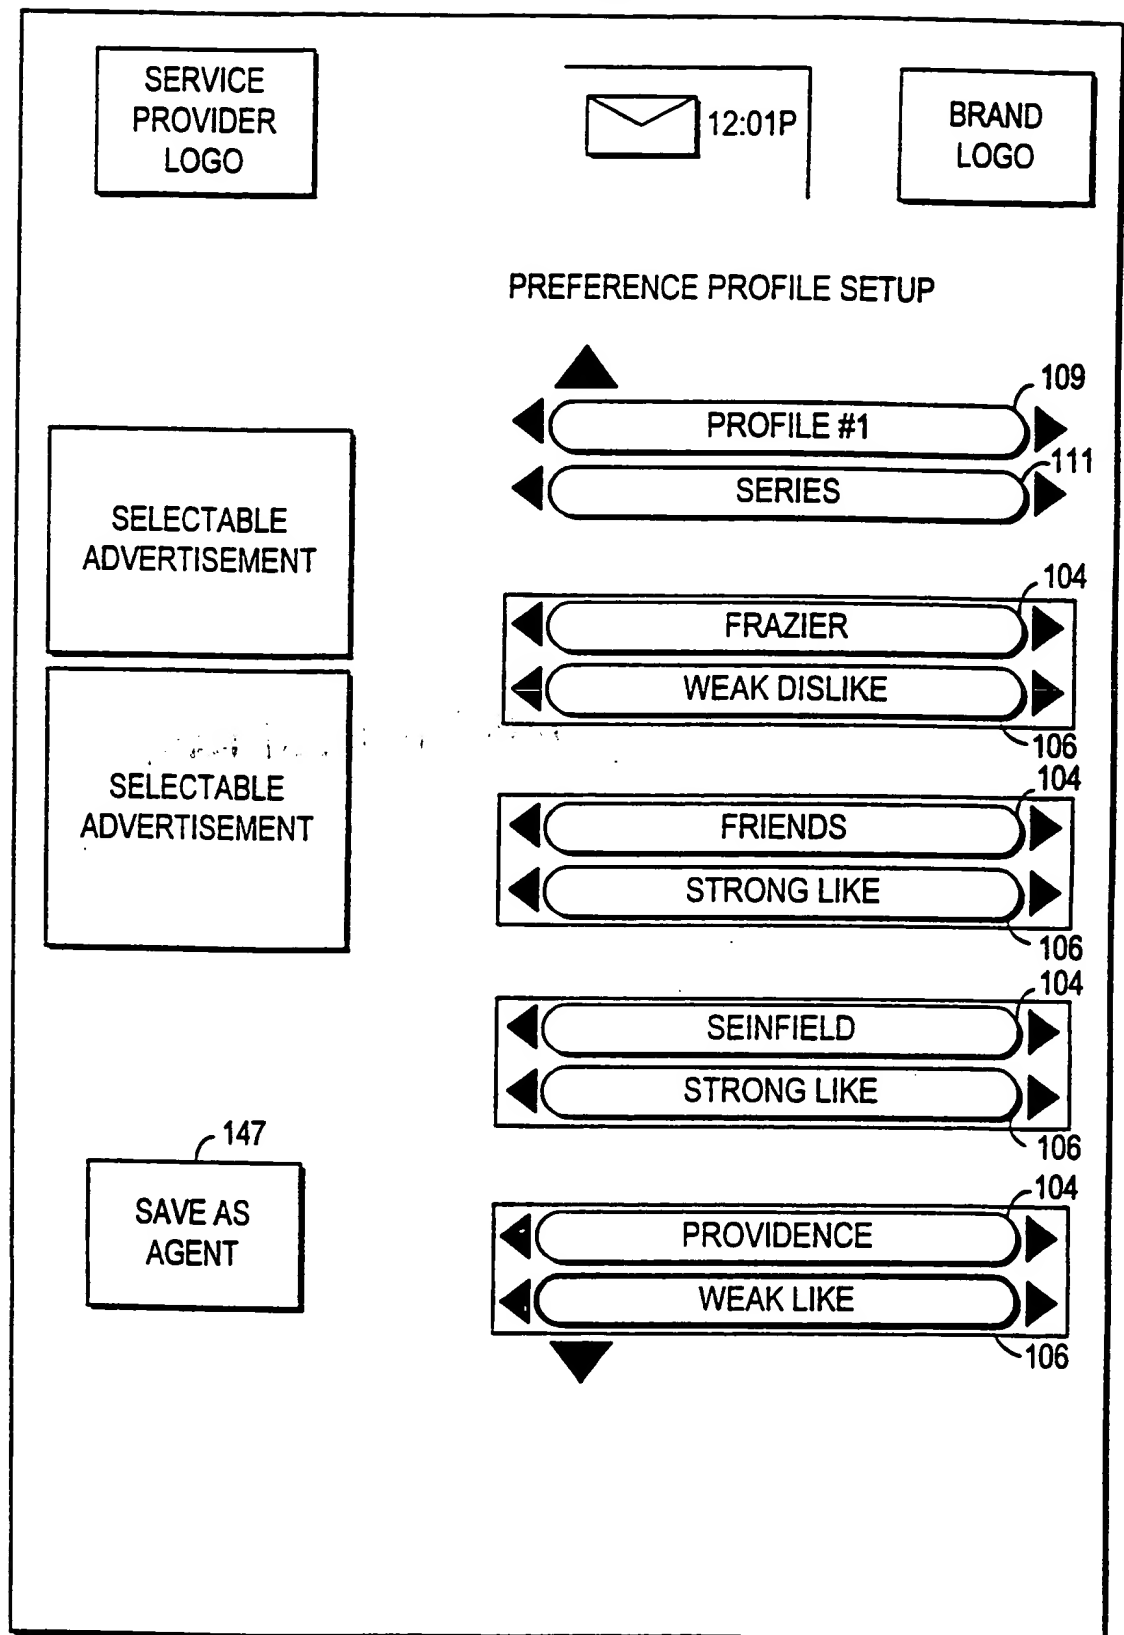 SERVICE
PROVIDER
LOGO
12:01P
BRAND
LOGO
PREFERENCE PROFILE SETUP
109
PROFILE #1
111
SERIES
SELECTABLE
ADVERTISEMENT
104
FRAZIER
WEAK DISLIKE
106
SELECTABLE
ADVERTISEMENT
104
FRIENDS
STRONG LIKE
106
104
SEINFIELD
STRONG LIKE
106
147
SAVE AS
AGENT
104
PROVIDENCE
WEAK LIKE
106